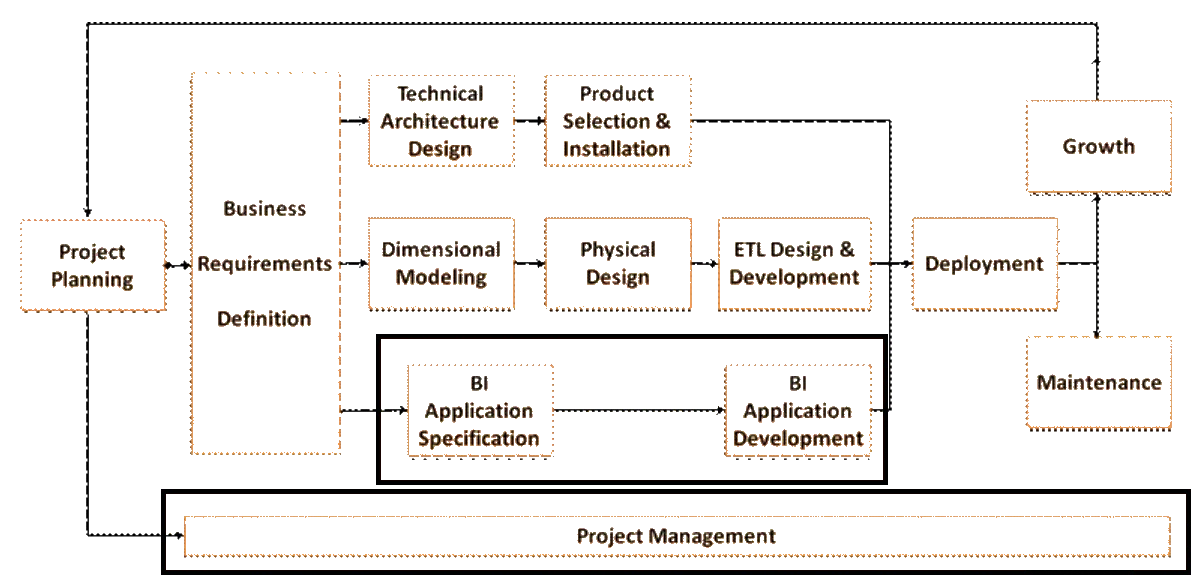 Technical
Architecture
Design
Product
Selection &
Installation
Growth
Business
Requirements
Definition
Project
Planning
Dimensional
Modeling
Physical
Design
ETL Design &
Development
Deployment
BI
Application
Specification
BI
Application
Development
Maintenance
Project Management